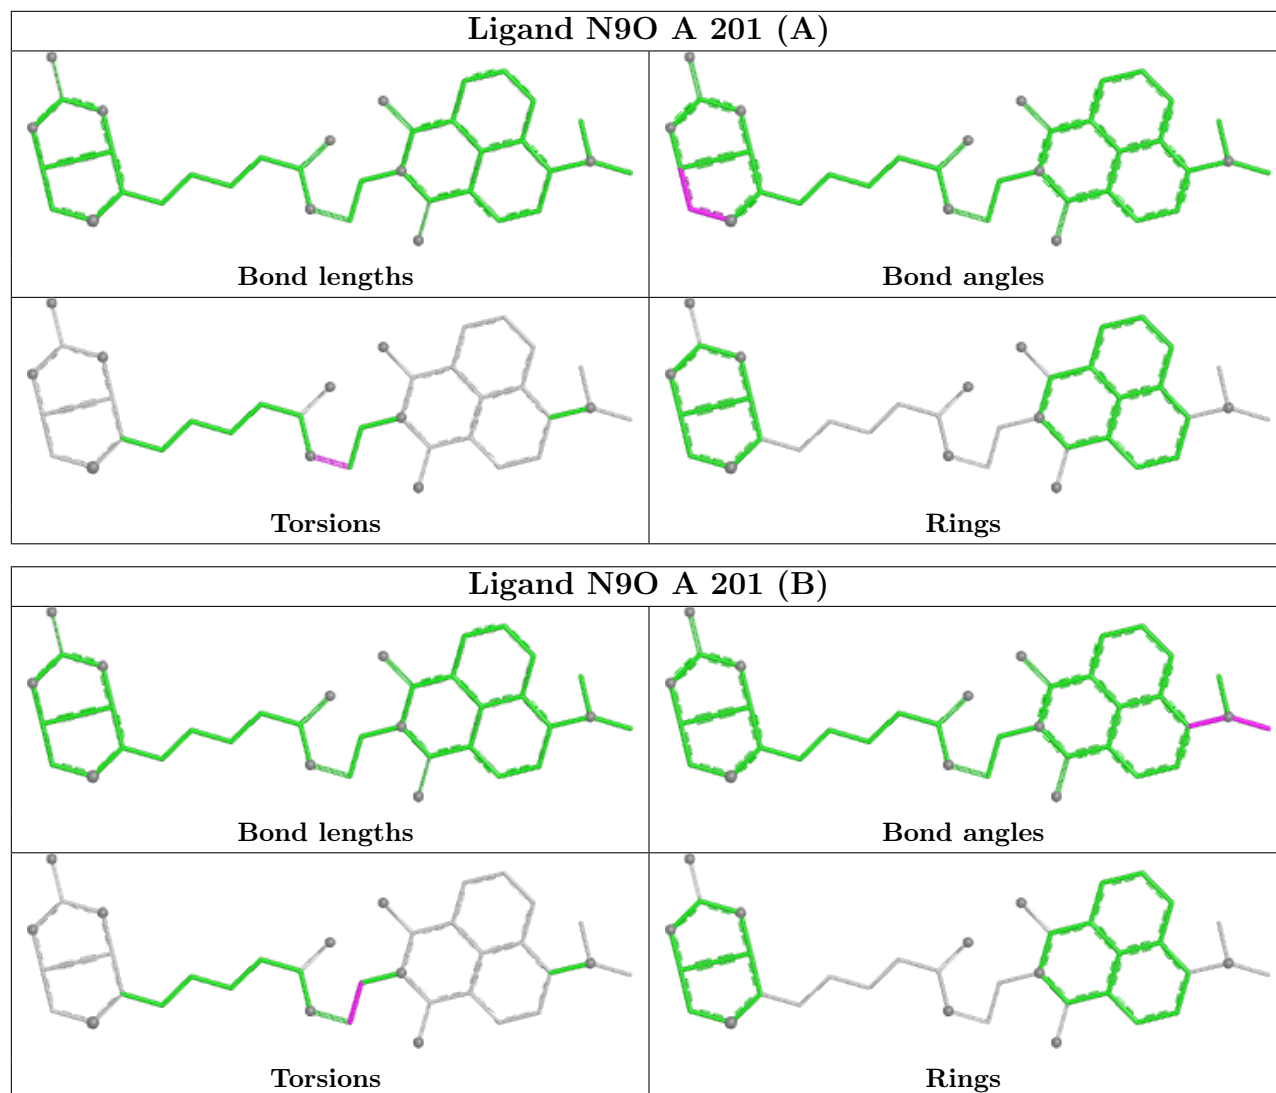 Ligand N9O A 201 (A)
Bond lengths
Bond angles
Torsions
Rings
Ligand N9O A 201 (B)
Bond lengths
Bond angles
Torsions
Rings